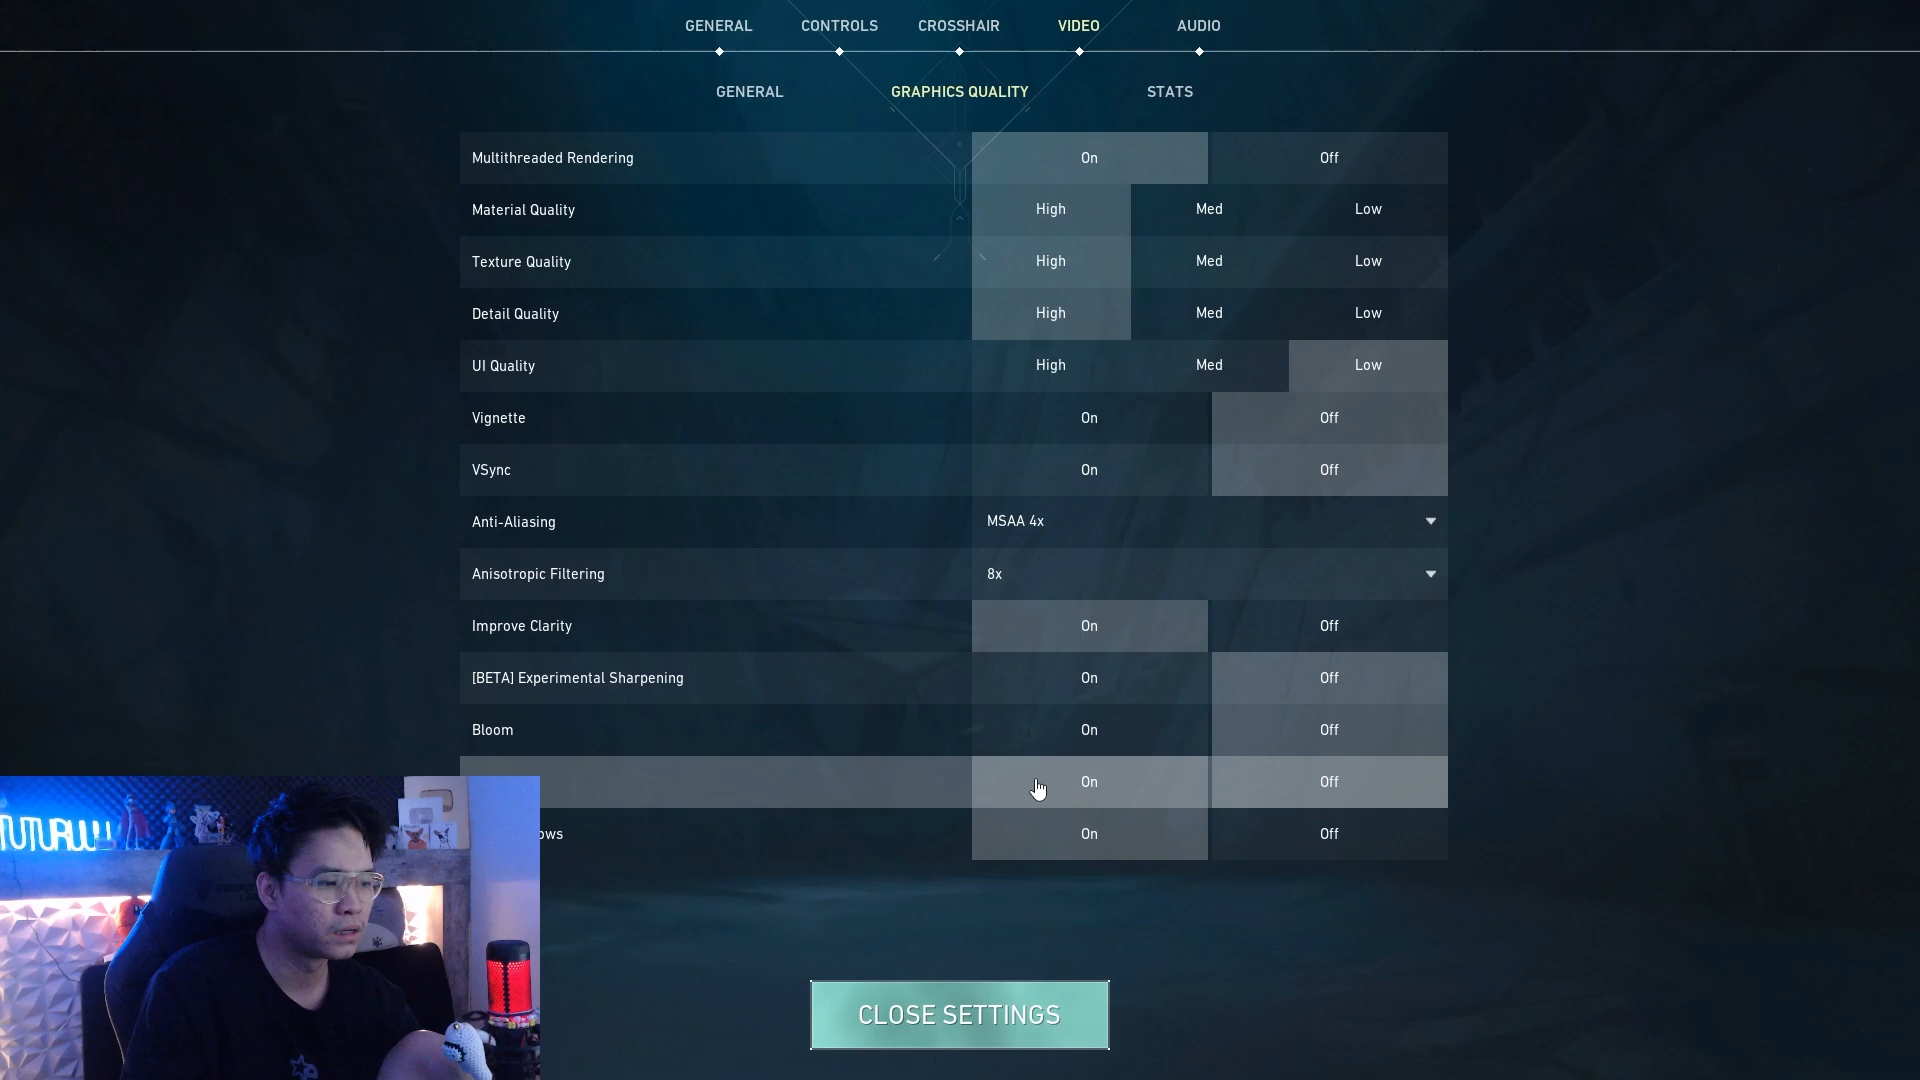 GENERAL CONTROLS CROSSHAIR VIDEO AUDIO
GENERAL GRAPHICS QUALITY STATS
Multithreaded Rendering On Off
Material Quality High Med Low
Texture Quality High Med Low
Detail Quality High Med Low
UI Quality High Med Low
Vignette On Off
VSync On Off
Anti-Aliasing MSAA 4x
Anisotropic Filtering 8x
Improve Clarity On Off
[BETA] Experimental Sharpening On Off
Bloom On Off
On Off
ows On Off
CLOSE SETTINGS